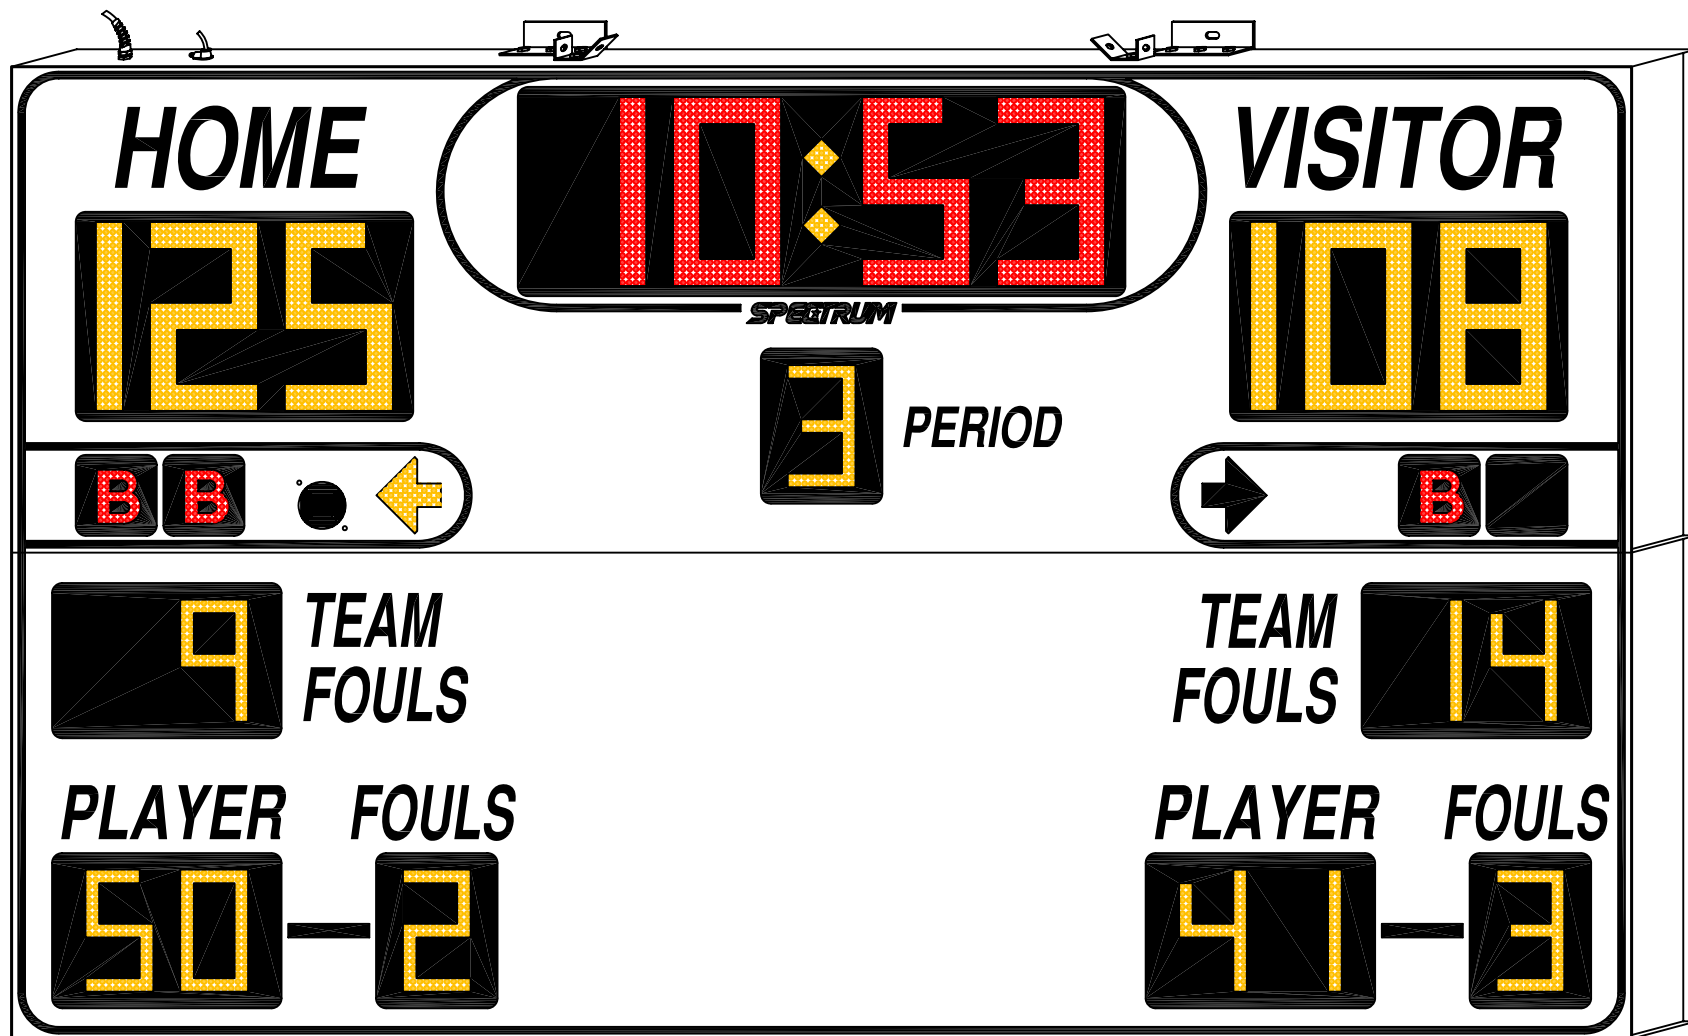 HOME
10:53
VISITOR
125
108
SPECTRUM
3 PERIOD
B B
B
9 TEAM FOULS
TEAM FOULS 14
PLAYER FOULS
PLAYER FOULS
50 — 2
41 — 3